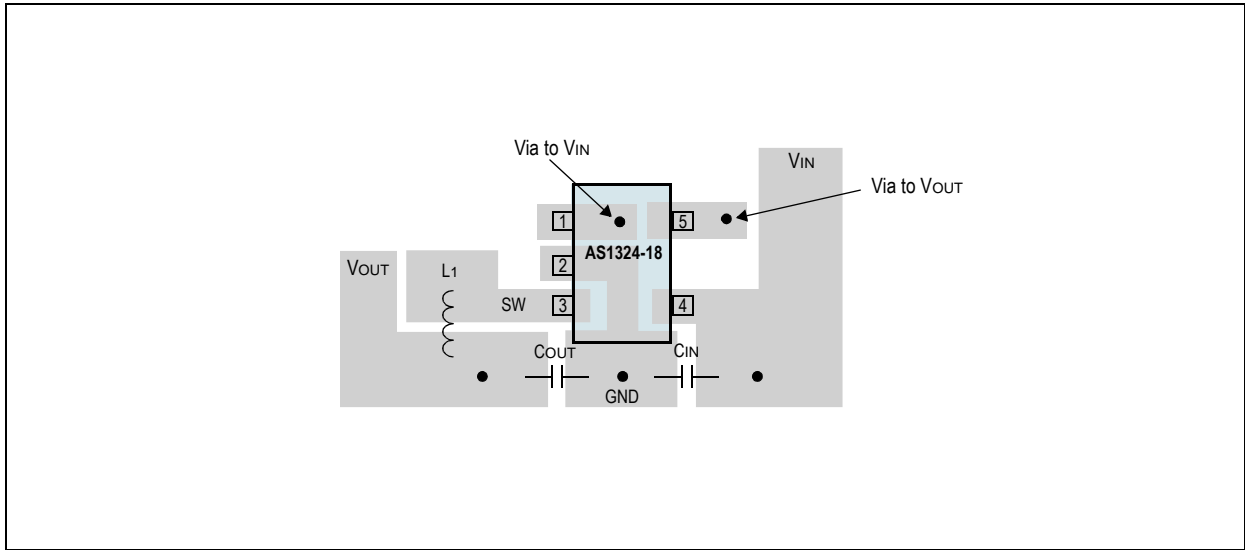 Via to VIN
VIN
Via to VOUT
1
5
AS1324-18
2
VOUT
L1
SW
3
4
COUT
CIN
GND